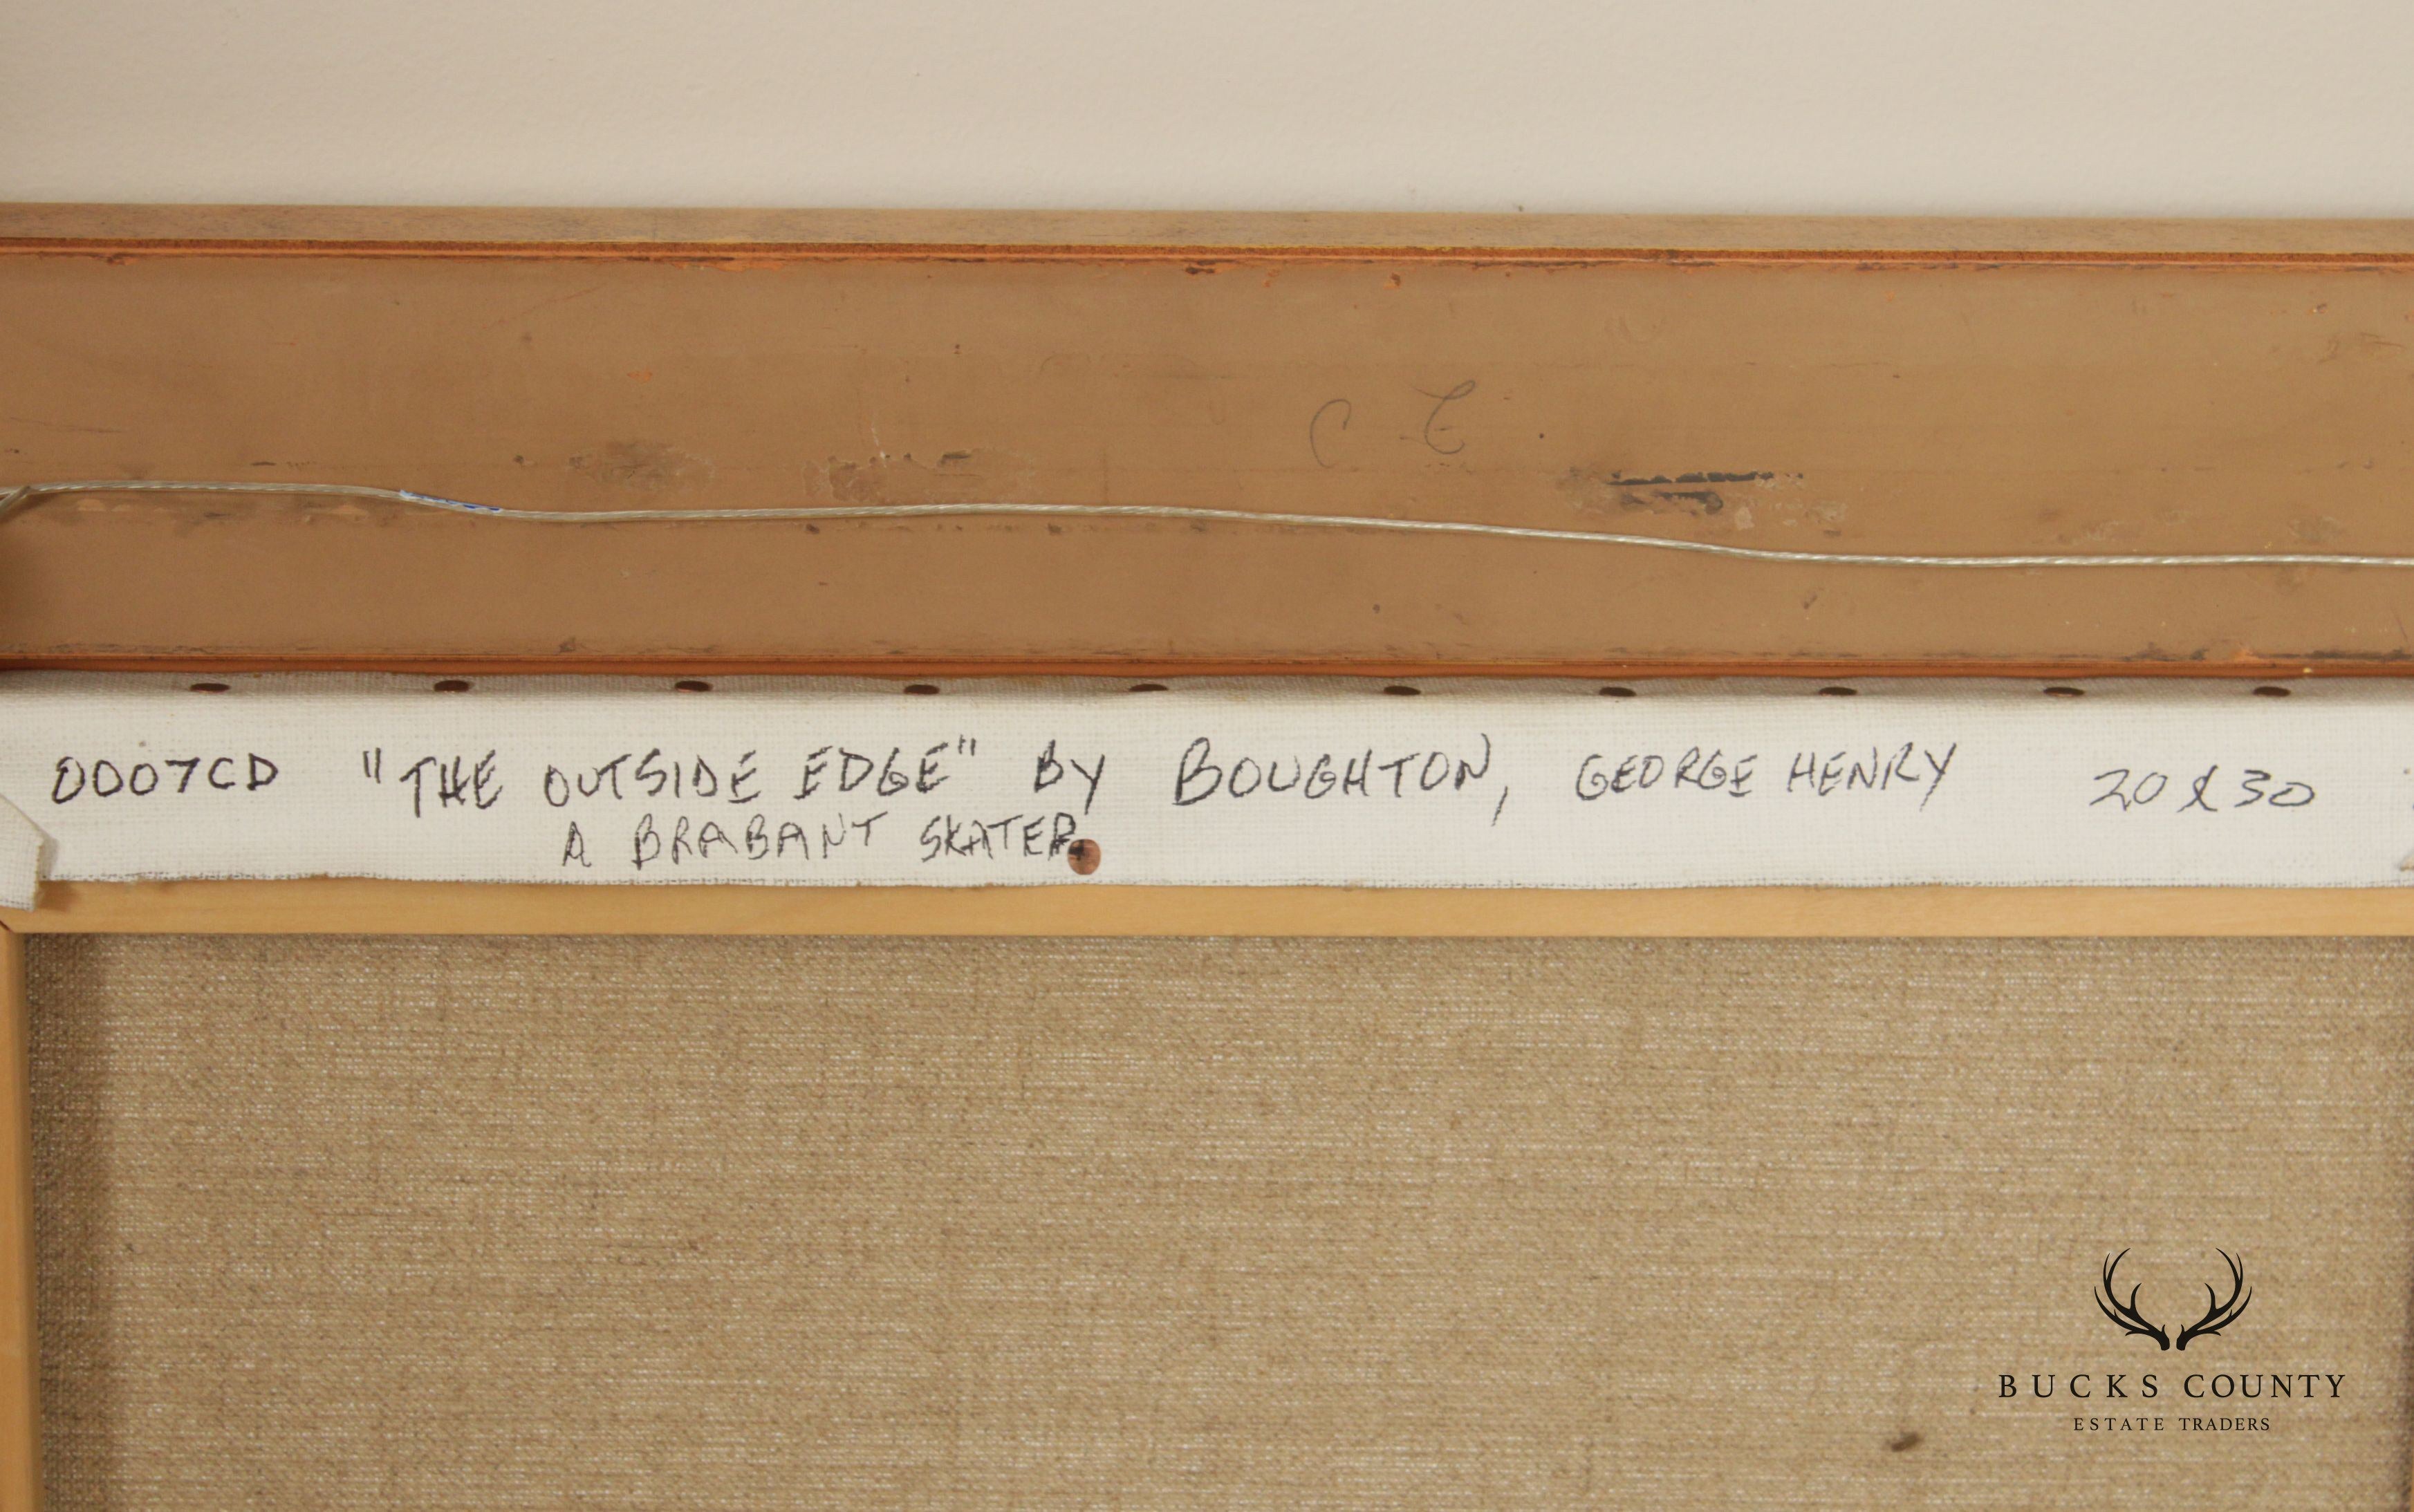 C E
0007CD "THE OUTSIDE EDGE" BY BOUGHTON, GEORGE HENRY 20 X 30
A BRABANT SKATER
BUCKS COUNTY
ESTATE TRADERS